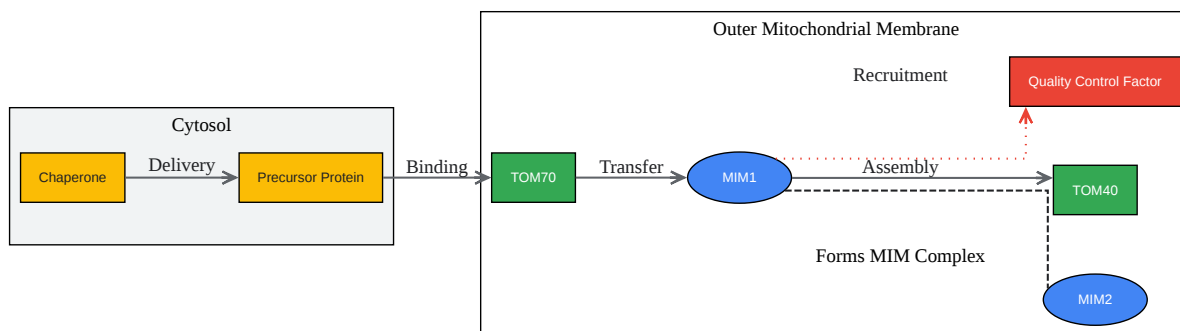 Outer Mitochondrial Membrane
Recruitment
Quality Control Factor
Cytosol
Chaperone
Delivery
Precursor Protein
Binding
TOM70
Transfer
MIM1
Assembly
TOM40
Forms MIM Complex
MIM2